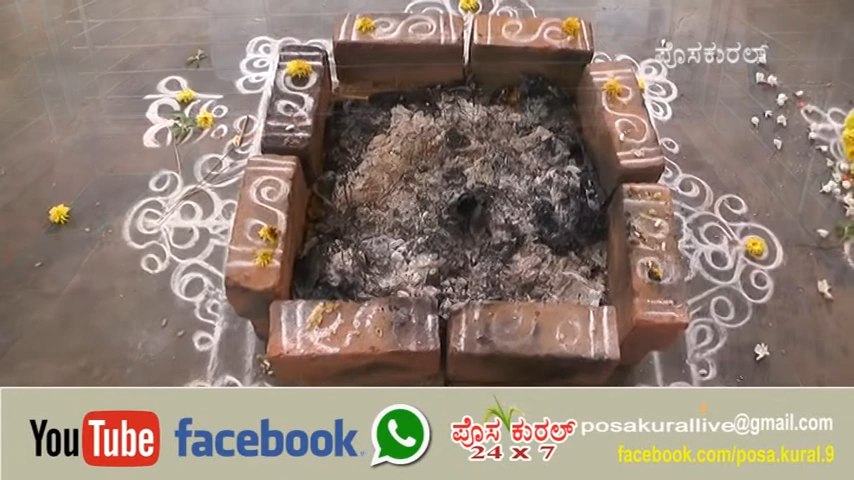 ಪೊಸಕುರಲ್
YouTube facebook
ಪೊಸ ಕುರಲ್
24 x 7
posakurallive@gmail.com
facebook.com/posa.kural.9